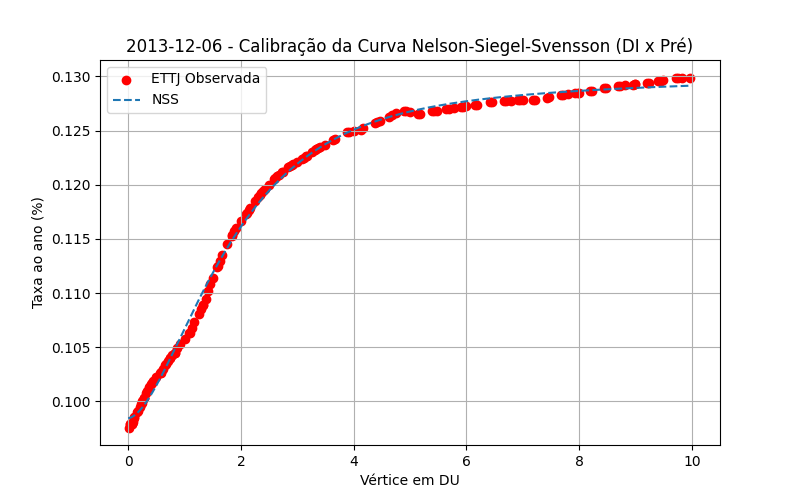 2013-12-06 - Calibração da Curva Nelson-Siegel-Svensson (DI x Pré)
ETTJ Observada
NSS
Taxa ao ano (%)
0.130
0.125
0.120
0.115
0.110
0.105
0.100
0 2 4 6 8 10
Vértice em DU